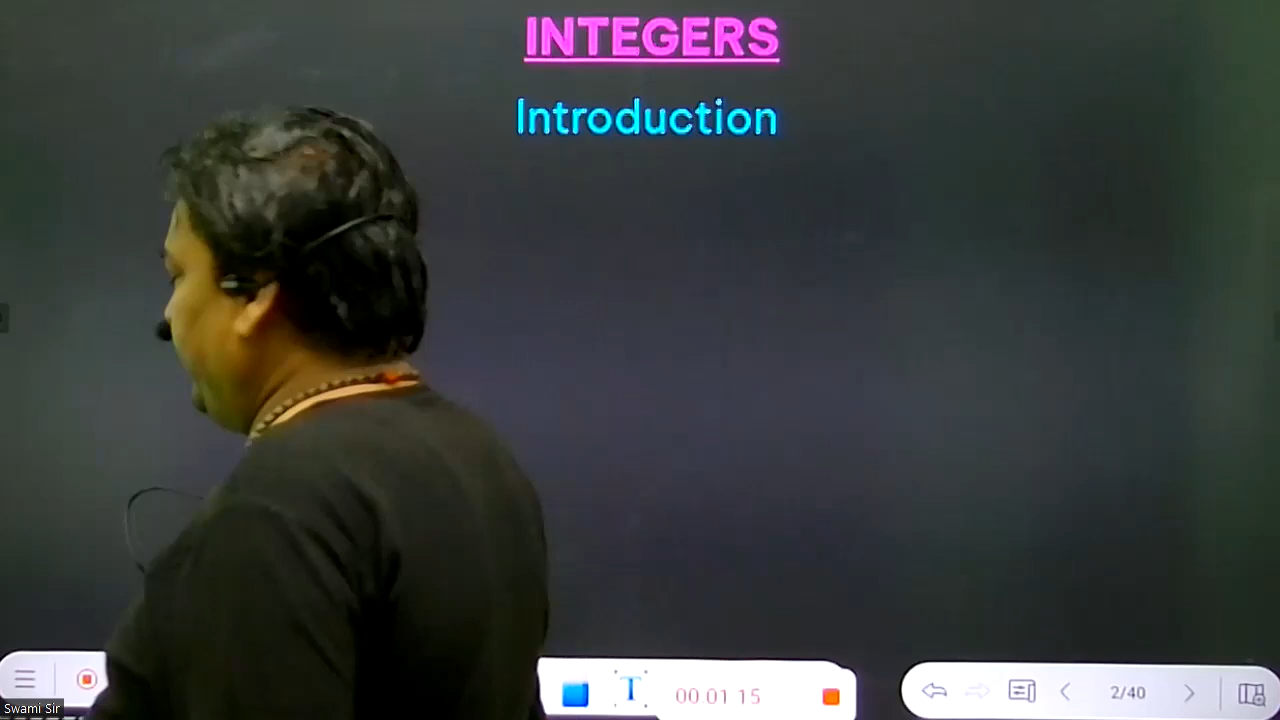 INTEGERS
Introduction
T
00 01 15
2/40
Swami Sir